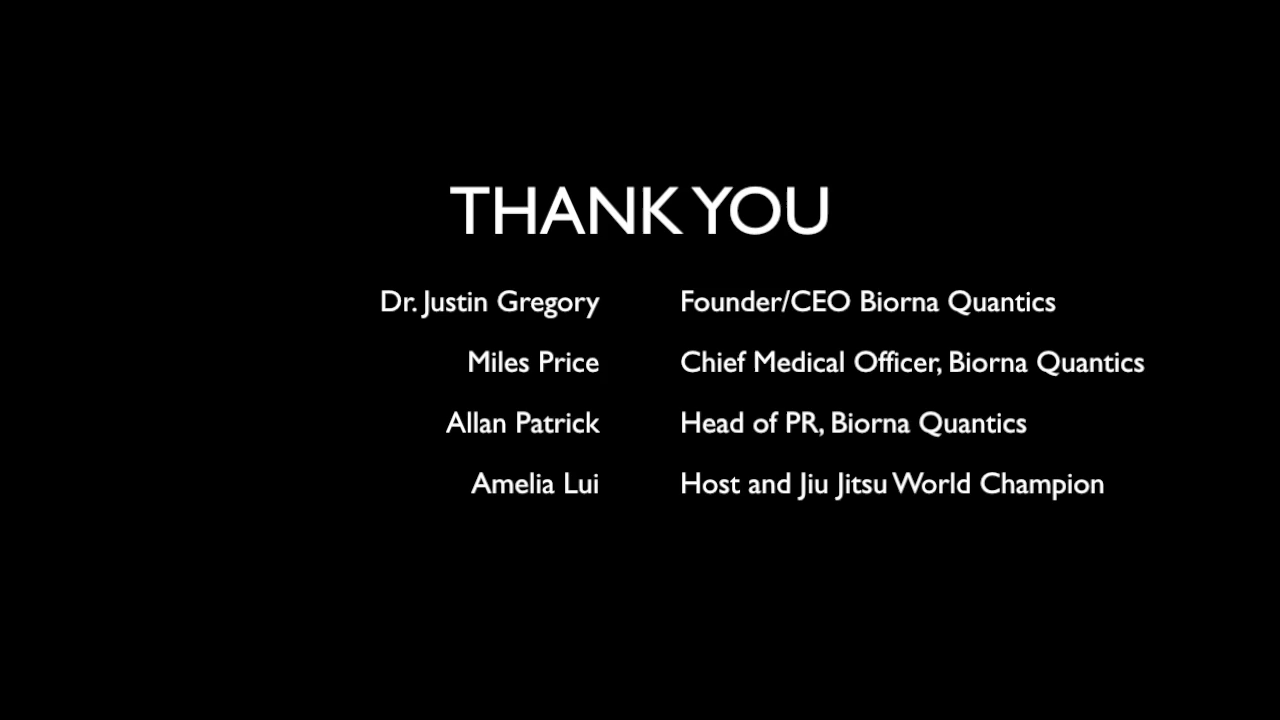 THANK YOU
Dr. Justin Gregory Founder/CEO Biorna Quantics
Miles Price Chief Medical Officer, Biorna Quantics
Allan Patrick Head of PR, Biorna Quantics
Amelia Lui Host and Jiu Jitsu World Champion